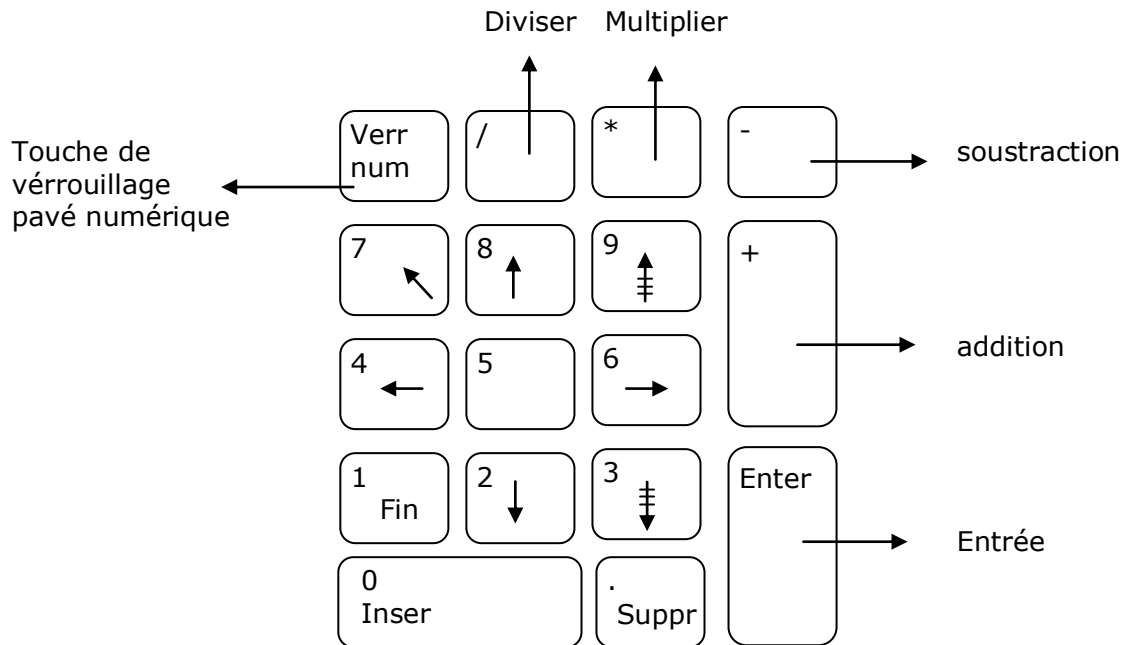 Diviser Multiplier
Verr
num
/
*
-
Touche de
vérrouillage
pavé numérique
soustraction
7
8
9
+
addition
4
5
6
1
Fin
2
3
Enter
Entrée
0
Inser
.
Suppr